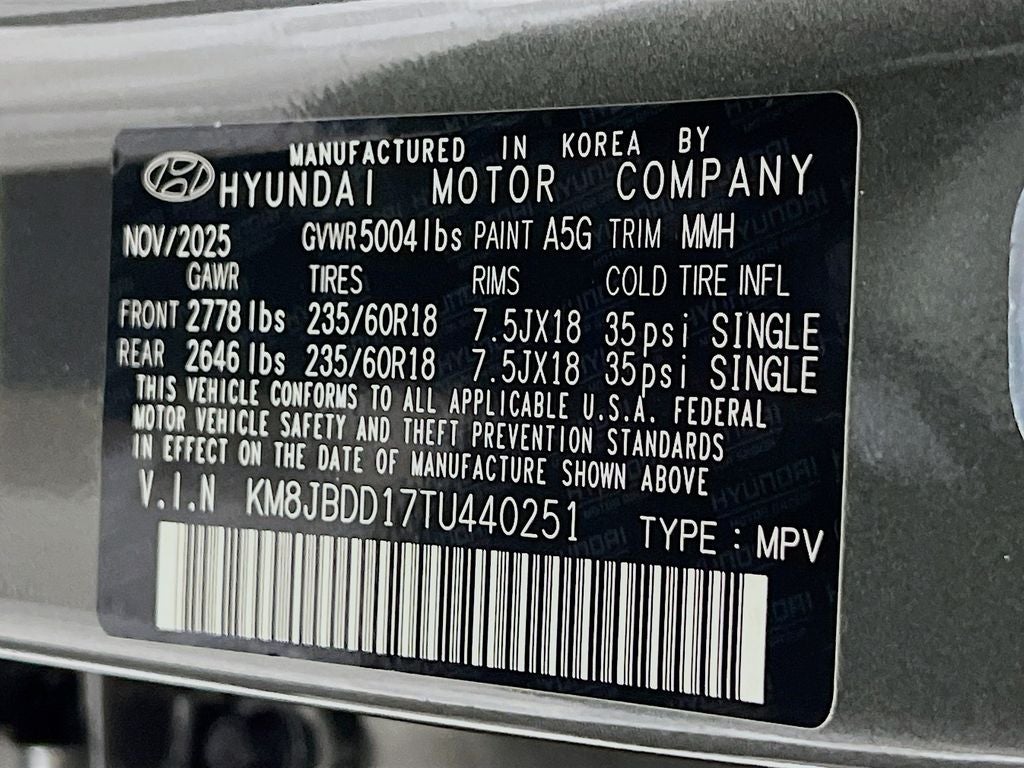 MANUFACTURED IN KOREA BY
HYUNDAI MOTOR COMPANY
NOV/2025 GVWR 5004 lbs PAINT A5G TRIM MMH
GAWR TIRES RIMS COLD TIRE INFL
FRONT 2778 lbs 235/60R18 7.5JX18 35psi SINGLE
REAR 2646 lbs 235/60R18 7.5JX18 35psi SINGLE
THIS VEHICLE CONFORMS TO ALL APPLICABLE U.S.A. FEDERAL
MOTOR VEHICLE SAFETY AND THEFT PREVENTION STANDARDS
IN EFFECT ON THE DATE OF MANUFACTURE SHOWN ABOVE
V.I.N KM8JBDD17TU440251 TYPE : MPV